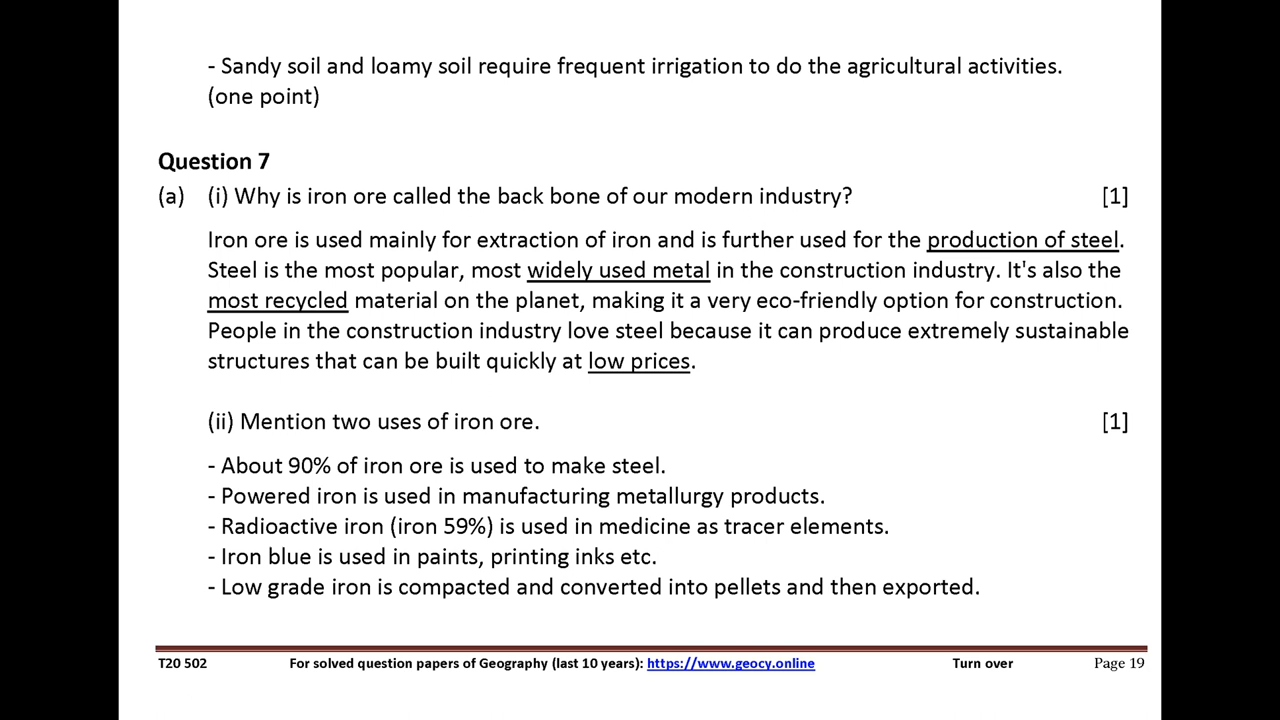 - Sandy soil and loamy soil require frequent irrigation to do the agricultural activities.
(one point)
Question 7
(a) (i) Why is iron ore called the back bone of our modern industry? [1]
Iron ore is used mainly for extraction of iron and is further used for the production of steel.
Steel is the most popular, most widely used metal in the construction industry. It's also the
most recycled material on the planet, making it a very eco-friendly option for construction.
People in the construction industry love steel because it can produce extremely sustainable
structures that can be built quickly at low prices.
(ii) Mention two uses of iron ore. [1]
- About 90% of iron ore is used to make steel.
- Powered iron is used in manufacturing metallurgy products.
- Radioactive iron (iron 59%) is used in medicine as tracer elements.
- Iron blue is used in paints, printing inks etc.
- Low grade iron is compacted and converted into pellets and then exported.
T20 502 For solved question papers of Geography (last 10 years): https://www.geocy.online Turn over Page 19